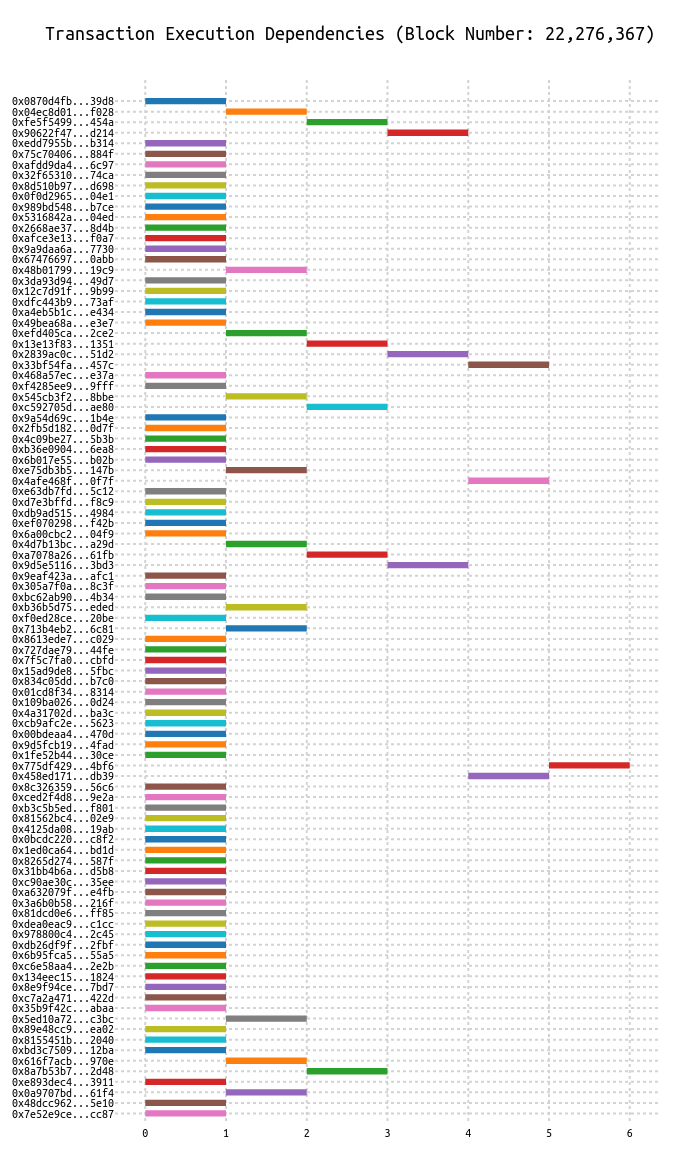 Transaction Execution Dependencies (Block Number: 22,276,367)
0x0870d4fb...39d8
0x04ec8d01...f028
0xfe5f5499...454a
0x90622f47...d214
0xedd7955b...b314
0x75c70406...884f
0xafdd9da4...6c97
0x32f65310...74ca
0x8d510b97...d698
0x0f0d2965...04e1
0x989bd548...b7ce
0x5316842a...04ed
0x2668ae37...8d4b
0xafce3e13...f0a7
0x9a9daa6a...7730
0x67476697...0abb
0x48b01799...19c9
0x3da93d94...49d7
0x12c7d91f...9b99
0xdfc443b9...73af
0xa4eb5b1c...e434
0x49bea68a...e3e7
0xefd405ca...2ce2
0x13e13f83...1351
0x2839ac0c...51d2
0x33bf54fa...457c
0x468a57ec...e37a
0xf4285ee9...9fff
0x545cb3f2...8bbe
0xc592705d...ae80
0x9a54d69c...1b4e
0x2fb5d182...0d7f
0x4c09be27...5b3b
0xb36e0904...6ea8
0x6b017e55...b02b
0xe75db3b5...147b
0x4afe468f...0f7f
0xe63db7fd...5c12
0xd7e3bffd...f8c9
0xdb9ad515...4984
0xef070298...f42b
0x6a00cbc2...04f9
0x4d7b13bc...a29d
0xa7078a26...61fb
0x9d5e5116...3bd3
0x9eaf423a...afc1
0x305a7f0a...8c3f
0xbc62ab90...4b34
0xb36b5d75...eded
0xf0ed28ce...20be
0x713b4eb2...6c81
0x8613ede7...c029
0x727dae79...44fe
0x7f5c7fa0...cbfd
0x15ad9de8...5fbc
0x834c05dd...b7c0
0x01cd8f34...8314
0x109ba026...0d24
0x4a31702d...ba3c
0xcb9afc2e...5623
0x00bdeaa4...470d
0x9d5fcb19...4fad
0x1fe52b44...30ce
0x775df429...4bf6
0x458ed171...db39
0x8c326359...56c6
0xced2f4d8...9e2a
0xb3c5b5ed...f801
0x81562bc4...02e9
0x4125da08...19ab
0x0bcdc220...c8f2
0x1ed0ca64...bd1d
0x8265d274...587f
0x31bb4b6a...d5b8
0xc90ae30c...35ee
0xa632079f...e4fb
0x3a6b0b58...216f
0x81dcd0e6...ff85
0xdea0eac9...c1cc
0x978800c4...2c45
0xdb26df9f...2fbf
0x6b95fca5...55a5
0xc6e58aa4...2e2b
0x134eec15...1824
0x8e9f94ce...7bd7
0xc7a2a471...422d
0x35b9f42c...abaa
0x5ed10a72...c3bc
0x89e48cc9...ea02
0x8155451b...2040
0xbd3c7509...12ba
0x616f7acb...970e
0x8a7b53b7...2d48
0xe893dec4...3911
0x0a9707bd...61f4
0x48dcc962...5e10
0x7e52e9ce...cc87
0 1 2 3 4 5 6